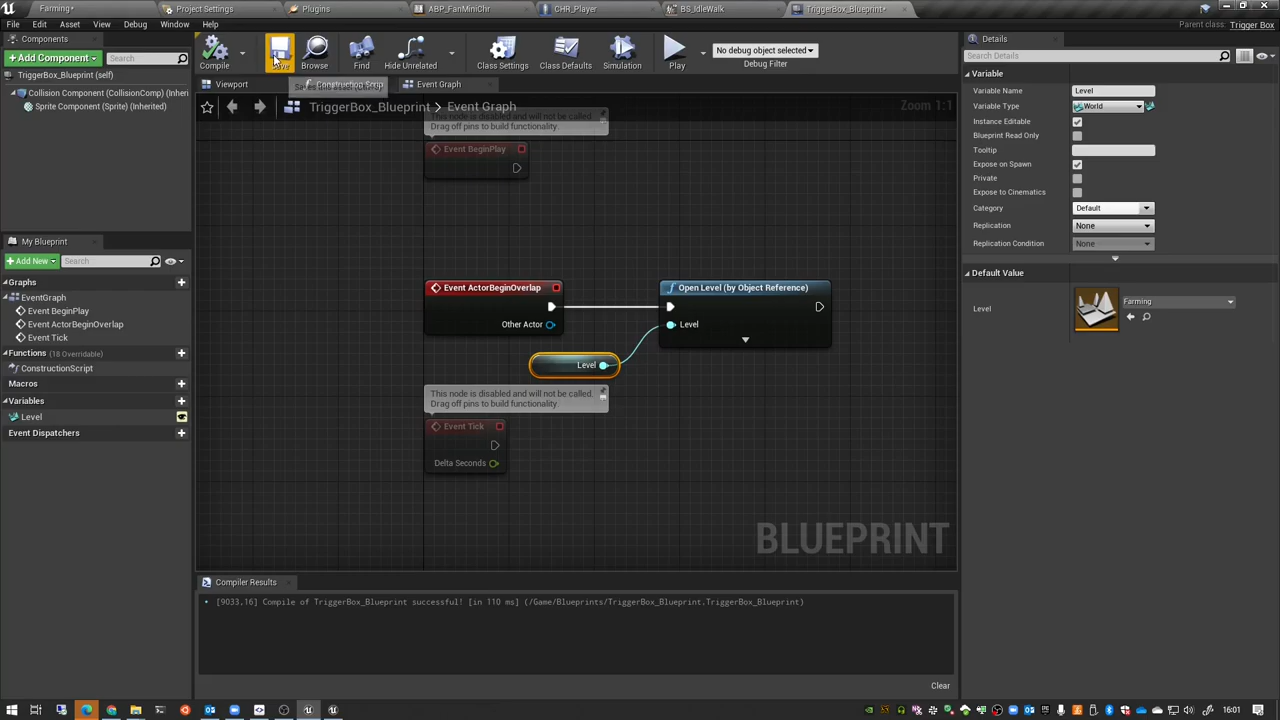 Farming*
Project Settings
Plugins
ABP_FanMiniChr
CHR_Player
BS_IdleWalk
TriggerBox_Blueprint*
File
Edit
Asset
View
Debug
Window
Help
Parent class: Trigger Box
Components
+ Add Component
Search
TriggerBox_Blueprint (self)
Collision Component (CollisionComp) (Inheri
Sprite Component (Sprite) (Inherited)
Compile
Browse
Find
Hide Unrelated
Class Settings
Class Defaults
Simulation
Play
No debug object selected
Debug Filter
Viewport
Construction Scrip
Event Graph
TriggerBox_Blueprint > Event Graph
Zoom 1:1
This node is disabled and will not be called.
Drag off pins to build functionality.
Event BeginPlay
Event ActorBeginOverlap
Other Actor
Open Level (by Object Reference)
Level
Level
This node is disabled and will not be called.
Drag off pins to build functionality.
Event Tick
Delta Seconds
BLUEPRINT
My Blueprint
+ Add New
Search
Graphs
EventGraph
Event BeginPlay
Event ActorBeginOverlap
Event Tick
Functions (18 Overridable)
ConstructionScript
Macros
Variables
Level
Event Dispatchers
Compiler Results
[9033,16] Compile of TriggerBox_Blueprint successful! [in 110 ms] (/Game/Blueprints/TriggerBox_Blueprint.TriggerBox_Blueprint)
Clear
Details
Search Details
Variable
Variable Name
Level
Variable Type
World
Instance Editable
Blueprint Read Only
Tooltip
Expose on Spawn
Private
Expose to Cinematics
Category
Default
Replication
None
Replication Condition
None
Default Value
Level
Farming
16:01